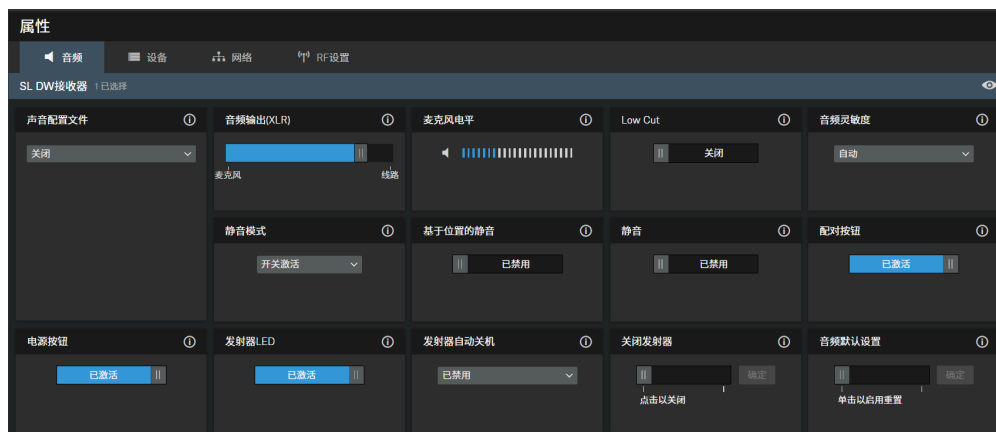 属性
音频 设备 网络 RF设置
SL DW接收器 1已选择
声音配置文件 音频输出(XLR) 麦克风电平 Low Cut 音频灵敏度
关闭 关闭 自动
麦克风 线路
静音模式 基于位置的静音 静音 配对按钮
开关激活 已禁用 已禁用 已激活
电源按钮 发射器LED 发射器自动关机 关闭发射器 音频默认设置
已激活 已激活 已禁用 确定 确定
点击以关闭 单击以启用重置